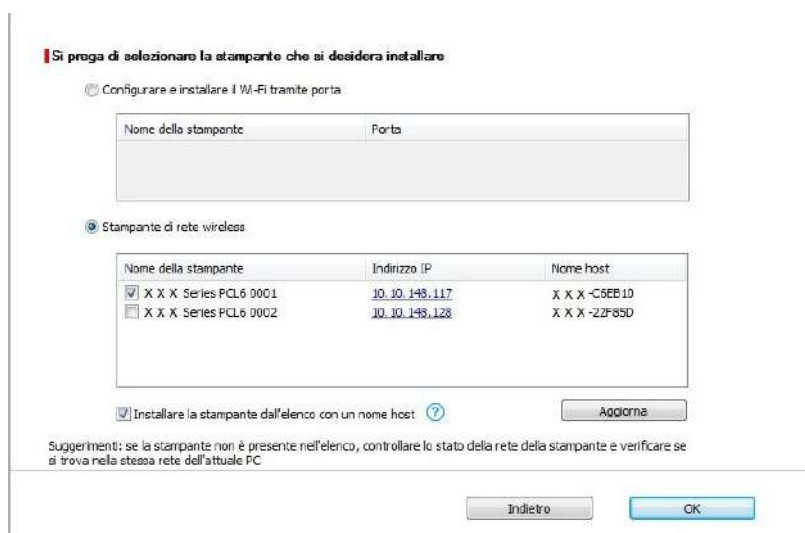 Si prega di selezionare la stampante che si desidera installare
Configurare e installare il Wi-Fi tramite porta
Nome della stampante Porta
Stampante di rete wireless
Nome della stampante Indirizzo IP Nome host
X X X Series PCL6 0001 10.10.148.117 X X X -C6EB10
X X X Series PCL6 0002 10.10.148.128 X X X -22F85D
Installare la stampante dall'elenco con un nome host ?
Aggiorna
Suggerimenti: se la stampante non è presente nell'elenco, controllare lo stato della rete della stampante e verificare se
si trova nella stessa rete dell'attuale PC
Indietro OK